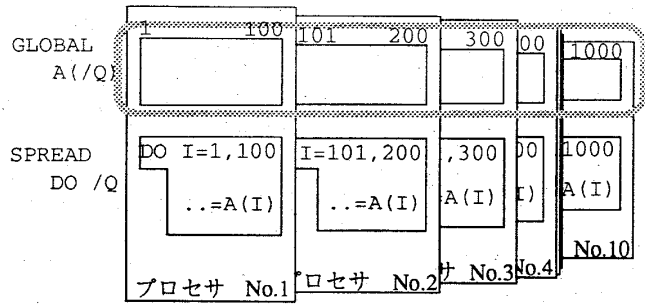 1 100 101 200 300 00 1000
GLOBAL
A(/Q)
SPREAD DO I=1,100 I=101,200 ,300 00 1000
DO /Q
..=A(I) ..=A(I) A(I) I) A(I)
プロセサ No.1 プロセサ No.2 サ No.3 No.4 No.10